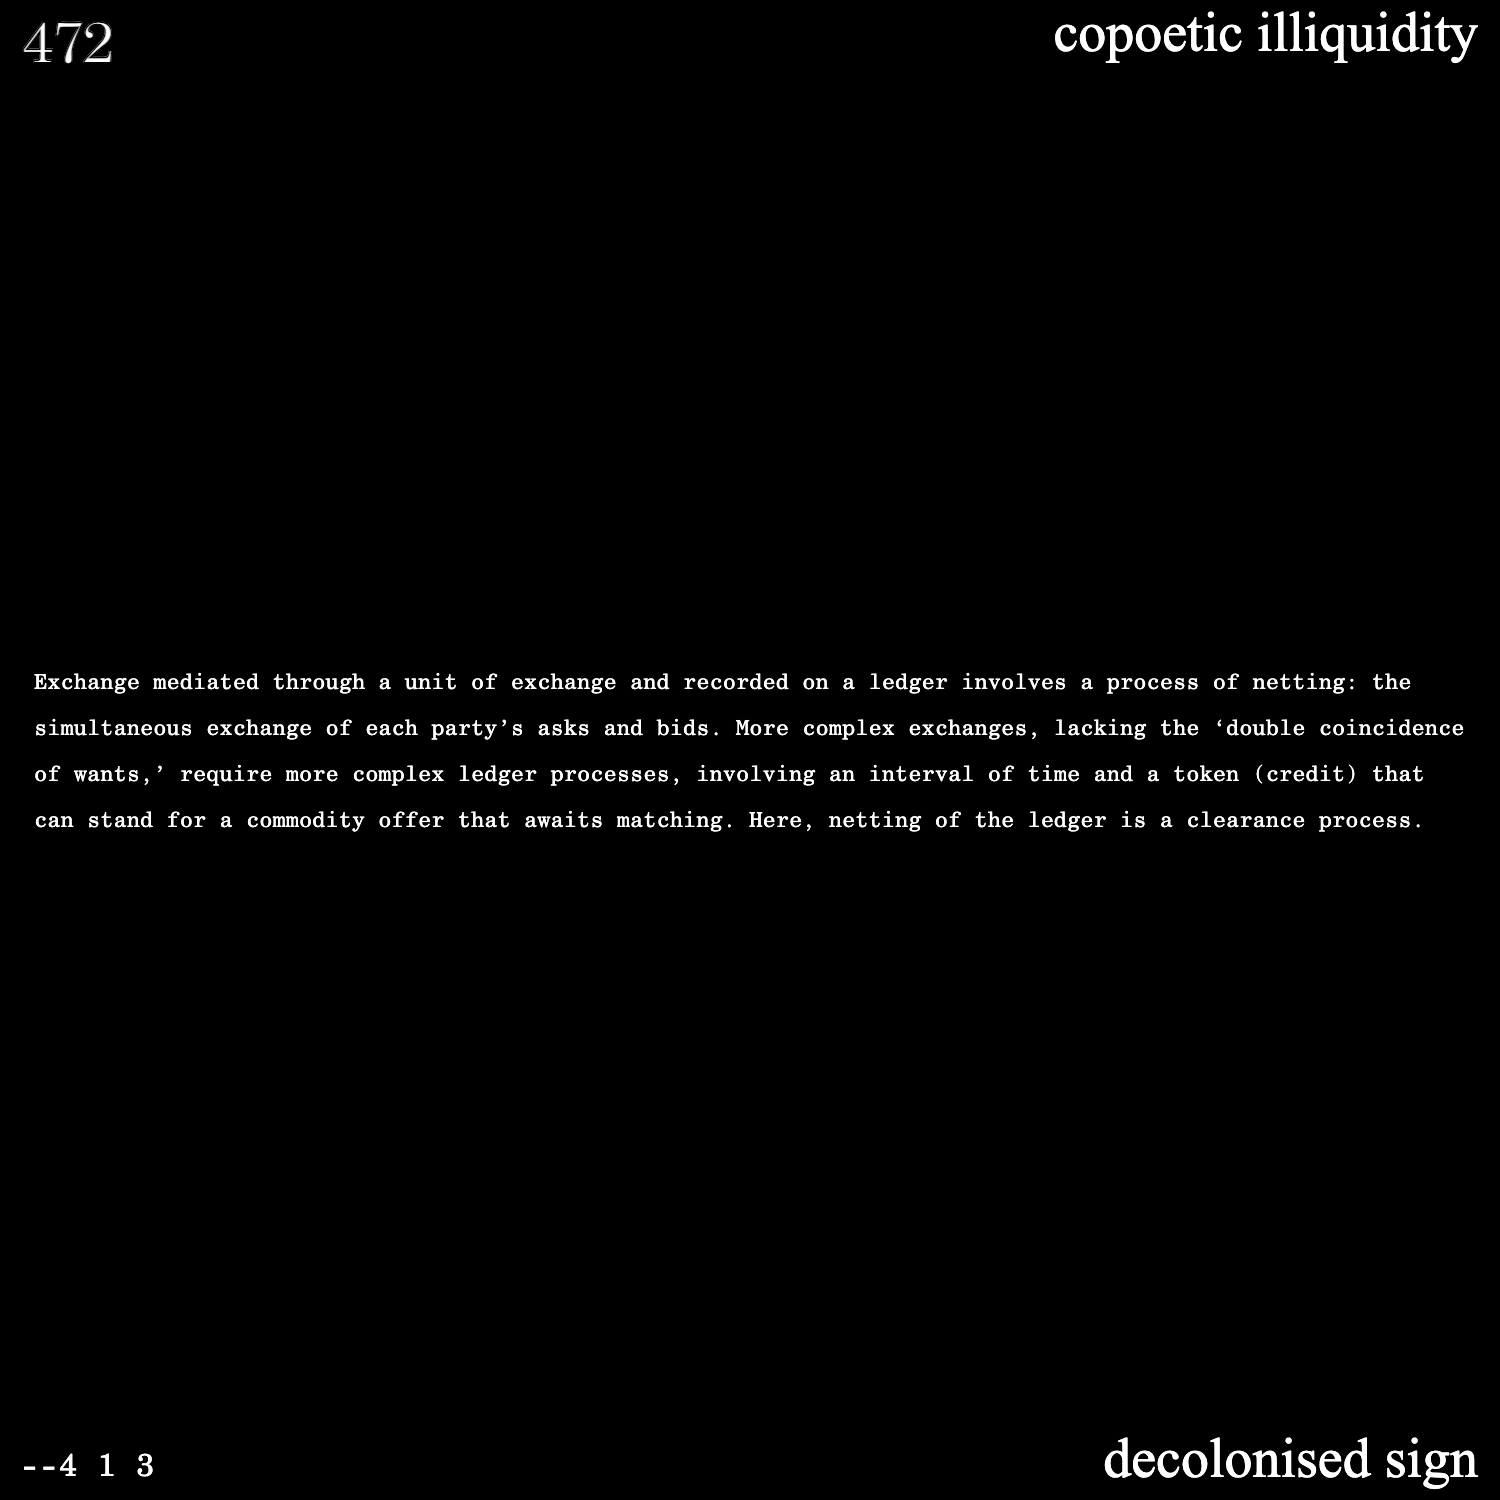 472
copoetic illiquidity
Exchange mediated through a unit of exchange and recorded on a ledger involves a process of netting: the
simultaneous exchange of each party’s asks and bids. More complex exchanges, lacking the ‘double coincidence
of wants,’ require more complex ledger processes, involving an interval of time and a token (credit) that
can stand for a commodity offer that awaits matching. Here, netting of the ledger is a clearance process.
--4 1 3
decolonised sign